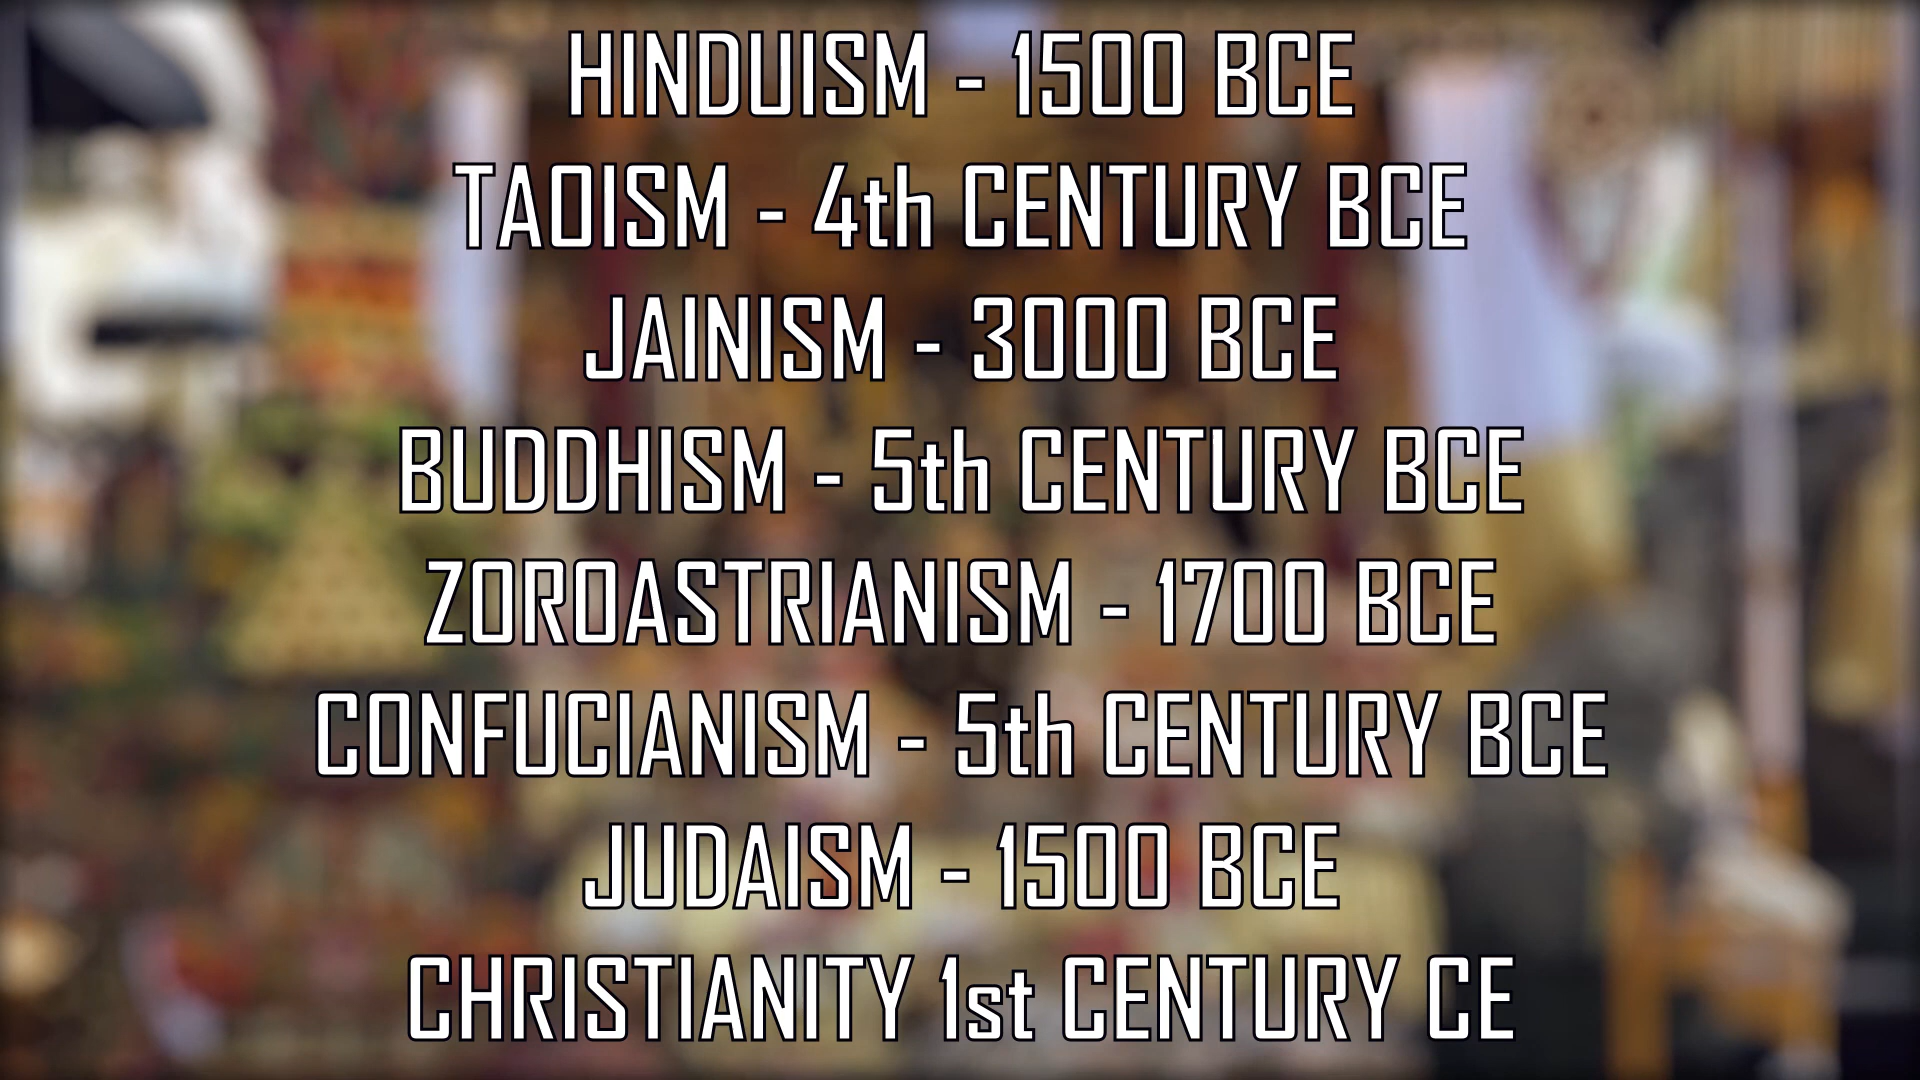 HINDUISM - 1500 BCE
TAOISM - 4th CENTURY BCE
JAINISM - 3000 BCE
BUDDHISM - 5th CENTURY BCE
ZOROASTRIANISM - 1700 BCE
CONFUCIANISM - 5th CENTURY BCE
JUDAISM - 1500 BCE
CHRISTIANITY 1st CENTURY CE